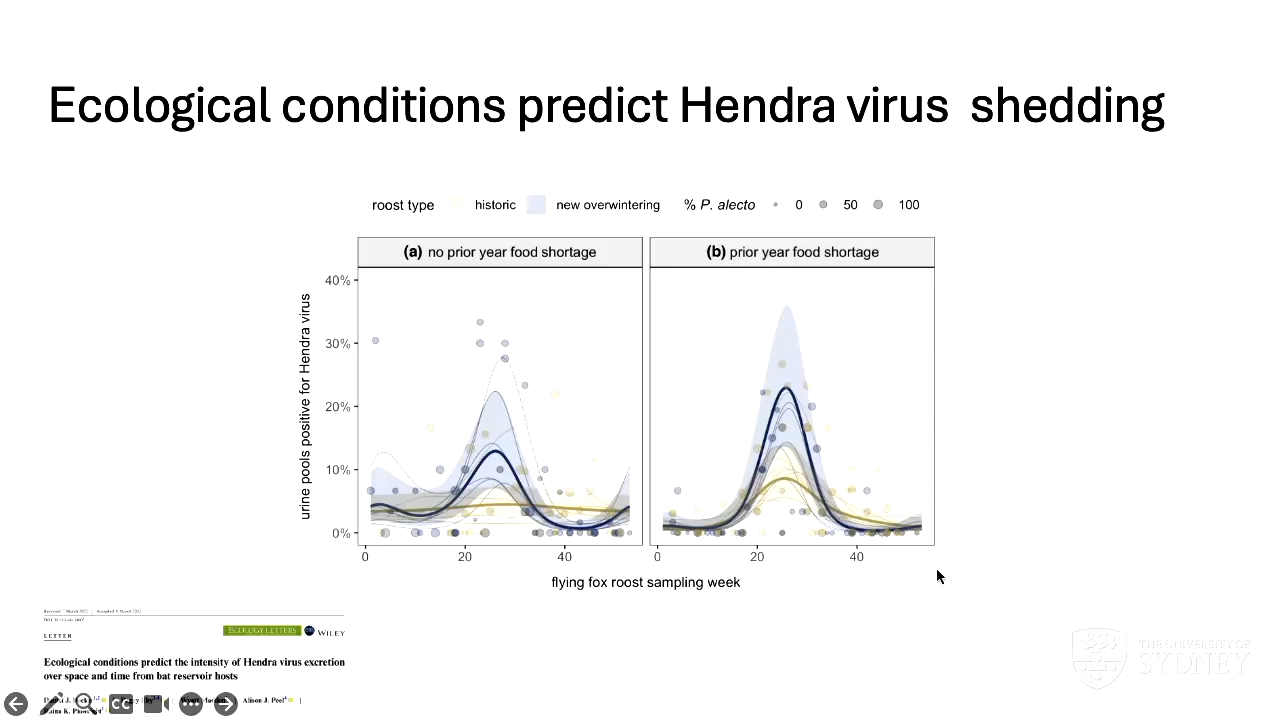 Ecological conditions predict Hendra virus shedding
roost type historic new overwintering % P. alecto 0 50 100
(a) no prior year food shortage
(b) prior year food shortage
urine pools positive for Hendra virus
40%
30%
20%
10%
0%
0 20 40
0 20 40
flying fox roost sampling week
LETTER
ECOLOGY LETTERS WILEY
Ecological conditions predict the intensity of Hendra virus excretion
over space and time from bat reservoir hosts
Alison J. Peel
CC
THE UNIVERSITY OF
SYDNEY